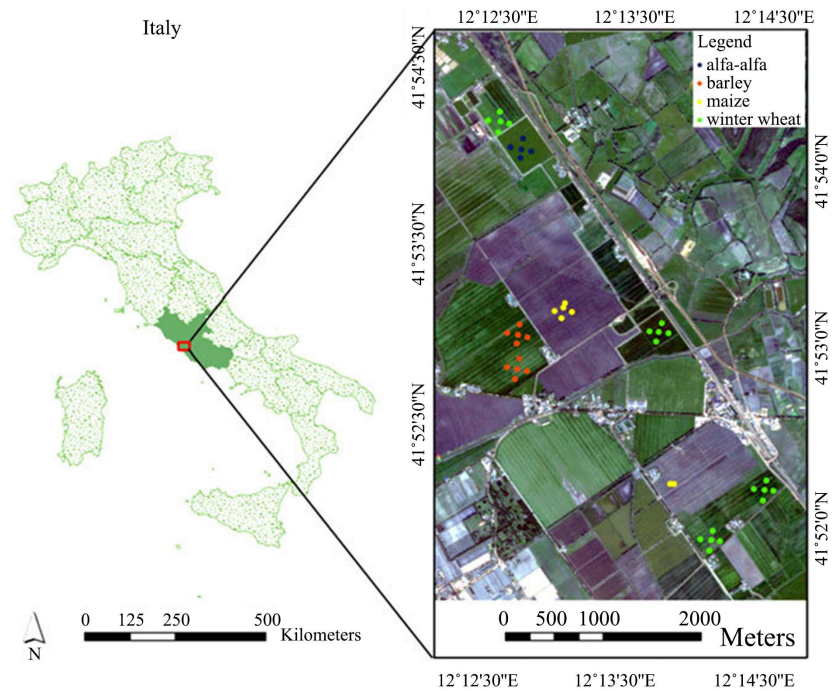 Italy
12°12'30"E 12°13'30"E 12°14'30"E
41°54'30"N
41°53'30"N
41°52'30"N
Legend
alfa-alfa
barley
maize
winter wheat
41°54'0"N
41°53'0"N
41°52'0"N
N
0 125 250 500 Kilometers
0 500 1000 2000 Meters
12°12'30"E 12°13'30"E 12°14'30"E